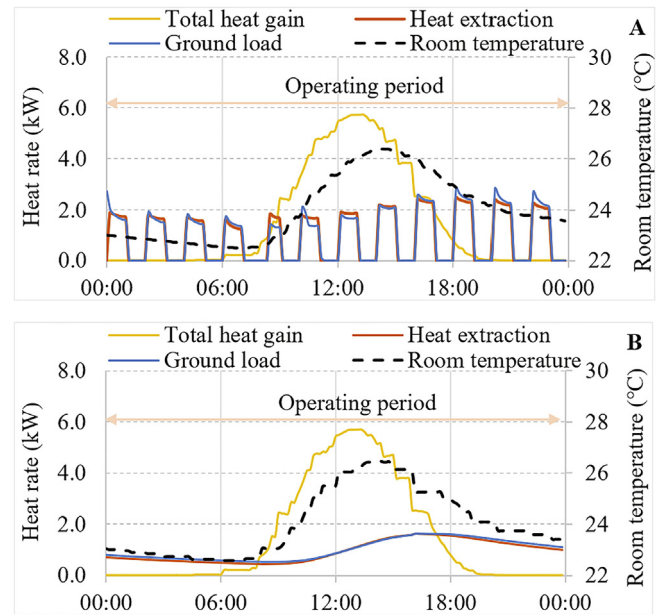 Total heat gain Heat extraction A
Ground load Room temperature
8.0 30
Operating period
6.0 28
4.0 26
2.0 24
0.0 22
00:00 06:00 12:00 18:00 00:00
Heat rate (kW)
Room temperature (°C)
Total heat gain Heat extraction B
Ground load Room temperature
8.0 30
Operating period
6.0 28
4.0 26
2.0 24
0.0 22
00:00 06:00 12:00 18:00 00:00
Heat rate (kW)
Room temperature (°C)